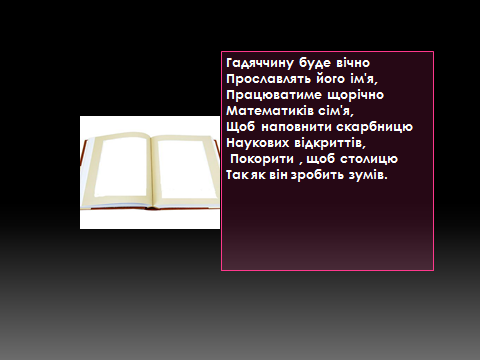 Гадяччину буде вічно
Прославлять його ім'я,
Працюватиме щорічно
Математиків сім'я,
Щоб наповнити скарбницю
Наукових відкриттів,
Покорити , щоб столицю
Так як він зробить зумів.